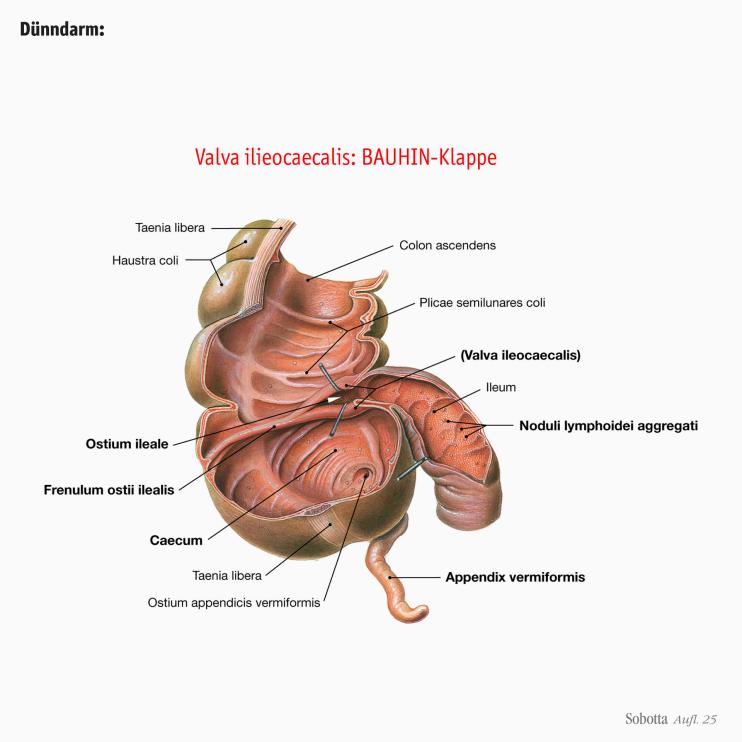 Dünndarm:
Valva ilieocaecalis: BAUHIN-Klappe
Taenia libera
Colon ascendens
Haustra coli
Plicae semilunares coli
(Valva ileocaecalis)
Ileum
Noduli lymphoidei aggregati
Ostium ileale
Frenulum ostii ilealis
Caecum
Taenia libera
Appendix vermiformis
Ostium appendicis vermiformis
Sobotta Aufl. 25